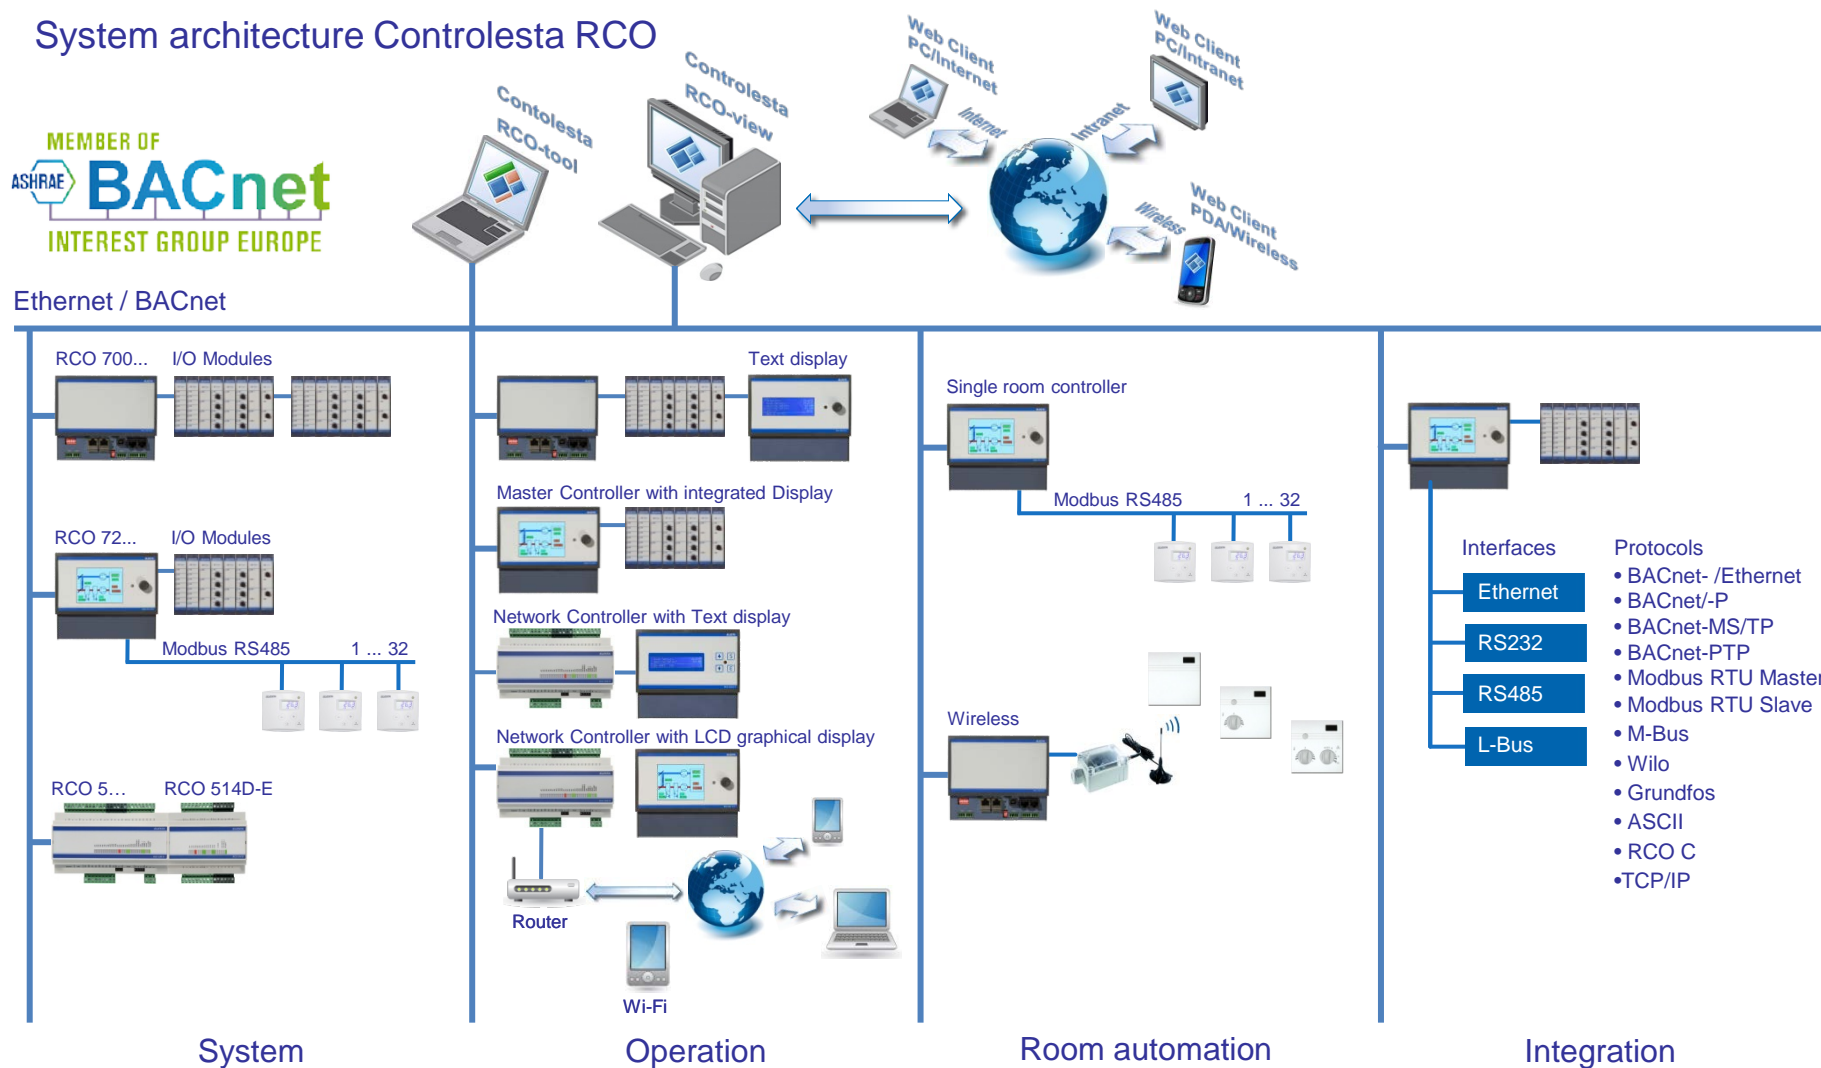 System architecture Controlesta RCO
Contolesta
RCO-tool
Controlesta
RCO-view
Web Client
PC/Internet
Internet
Web Client
PC/Intranet
Intranet
Web Client
PDA/Wireless
Wireless
MEMBER OF
ASHRAE
BACnet
INTEREST GROUP EUROPE
Ethernet / BACnet
RCO 700...
I/O Modules
RCO 72...
I/O Modules
Modbus RS485
1 ... 32
RCO 5...
RCO 514D-E
System
Text display
Master Controller with integrated Display
Network Controller with Text display
Network Controller with LCD graphical display
Router
Wi-Fi
Operation
Single room controller
Modbus RS485
1 ... 32
Wireless
Room automation
Interfaces
Ethernet
RS232
RS485
L-Bus
Protocols
• BACnet- /Ethernet
• BACnet/-P
• BACnet-MS/TP
• BACnet-PTP
• Modbus RTU Master
• Modbus RTU Slave
• M-Bus
• Wilo
• Grundfos
• ASCII
• RCO C
•TCP/IP
Integration